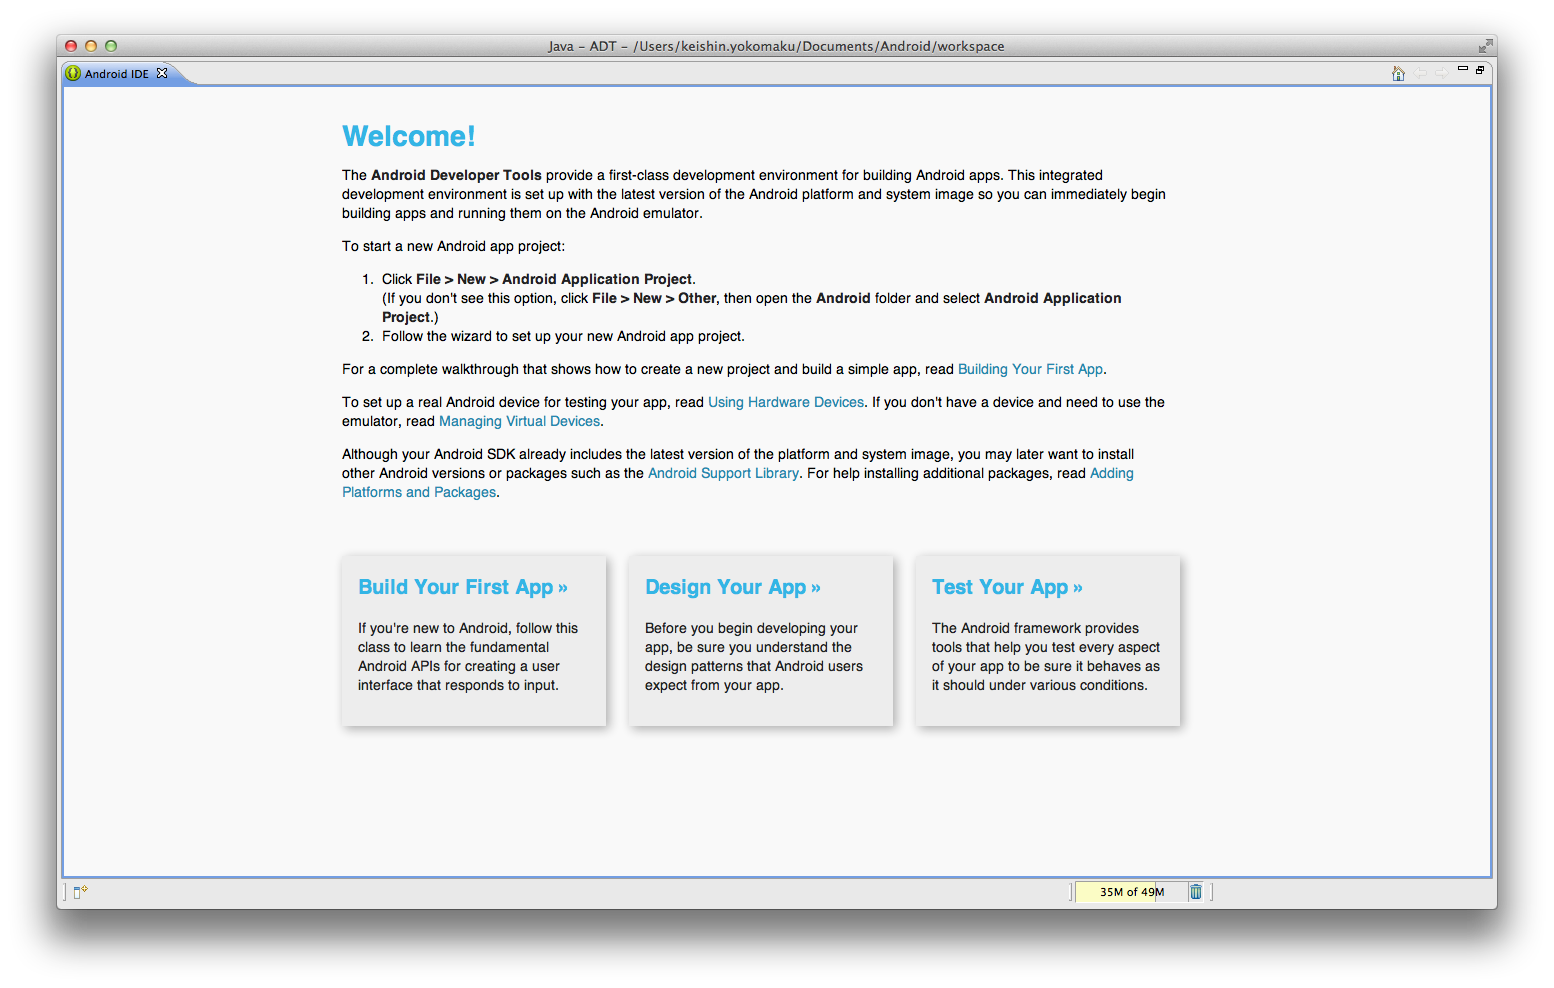 Java – ADT – /Users/keishin.yokomaku/Documents/Android/workspace
Android IDE
Welcome!
The Android Developer Tools provide a first-class development environment for building Android apps. This integrated
development environment is set up with the latest version of the Android platform and system image so you can immediately begin
building apps and running them on the Android emulator.
To start a new Android app project:
1. Click File > New > Android Application Project.
(If you don't see this option, click File > New > Other, then open the Android folder and select Android Application
Project.)
2. Follow the wizard to set up your new Android app project.
For a complete walkthrough that shows how to create a new project and build a simple app, read Building Your First App.
To set up a real Android device for testing your app, read Using Hardware Devices. If you don't have a device and need to use the
emulator, read Managing Virtual Devices.
Although your Android SDK already includes the latest version of the platform and system image, you may later want to install
other Android versions or packages such as the Android Support Library. For help installing additional packages, read Adding
Platforms and Packages.
Build Your First App »
If you're new to Android, follow this
class to learn the fundamental
Android APIs for creating a user
interface that responds to input.
Design Your App »
Before you begin developing your
app, be sure you understand the
design patterns that Android users
expect from your app.
Test Your App »
The Android framework provides
tools that help you test every aspect
of your app to be sure it behaves as
it should under various conditions.
35M of 49M